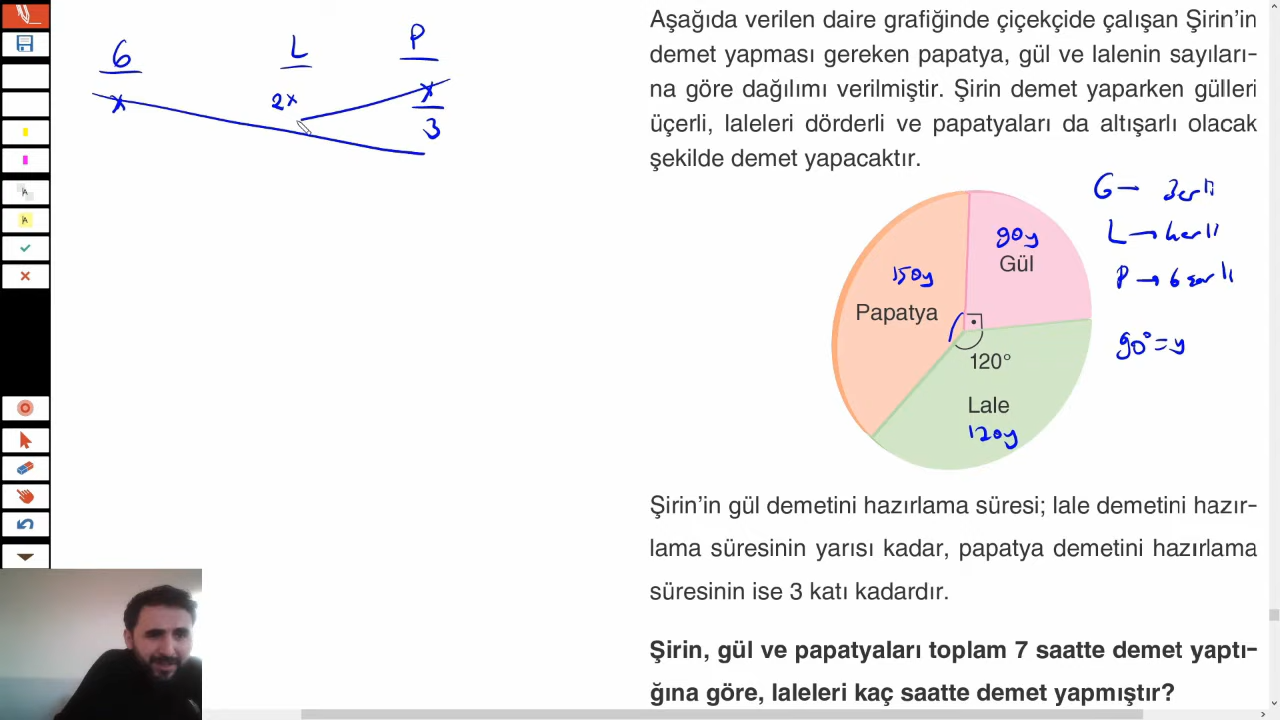 G L P
x 2x x/3
Aşağıda verilen daire grafiğinde çiçekçide çalışan Şirin’in
demet yapması gereken papatya, gül ve lalenin sayıları-
na göre dağılımı verilmiştir. Şirin demet yaparken gülleri
üçerli, laleleri dörderli ve papatyaları da altışarlı olacak
şekilde demet yapacaktır.
G→ 3erli
L→4erli
P→6şarlı
90°=y
90y
Gül
150y
Papatya
120°
Lale
120y
Şirin’in gül demetini hazırlama süresi; lale demetini hazır-
lama süresinin yarısı kadar, papatya demetini hazırlama
süresinin ise 3 katı kadardır.
Şirin, gül ve papatyaları toplam 7 saatte demet yaptı-
ğına göre, laleleri kaç saatte demet yapmıştır?